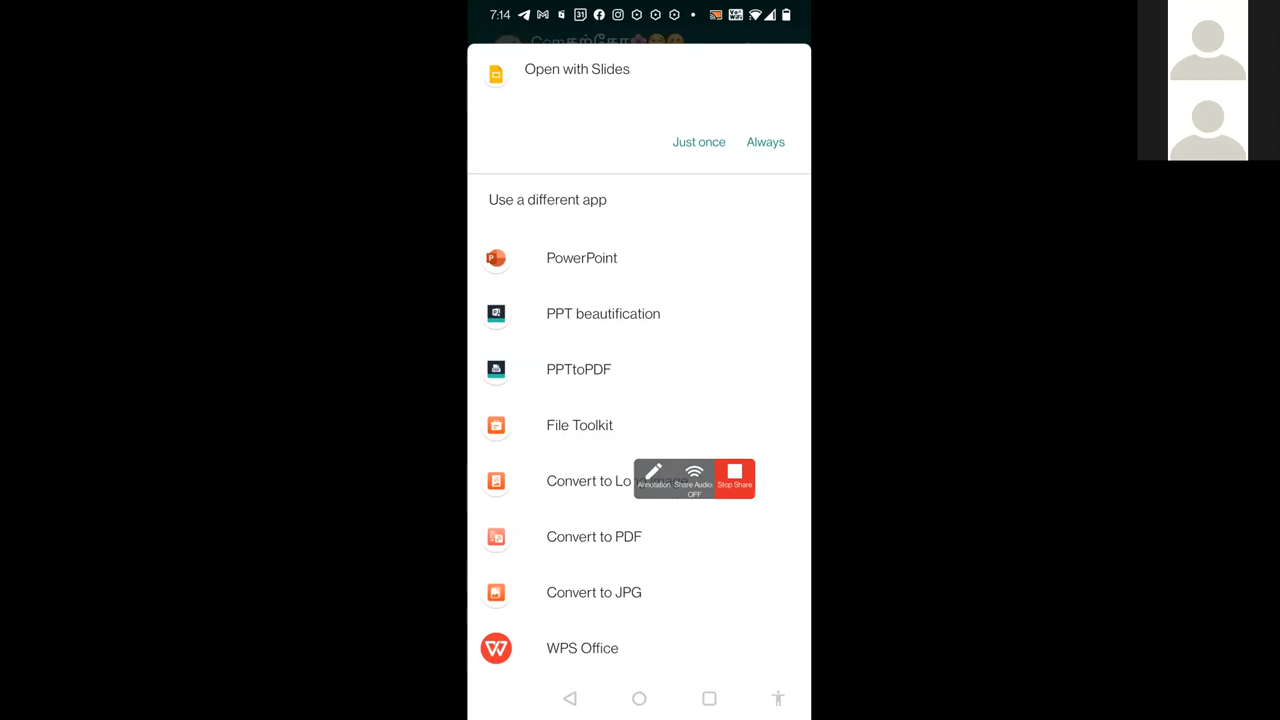 7:14
31
Open with Slides
Just once
Always
Use a different app
PowerPoint
PPT beautification
PPTtoPDF
File Toolkit
Convert to
Annotation
Share Audio: OFF
Stop Share
Convert to PDF
Convert to JPG
WPS Office